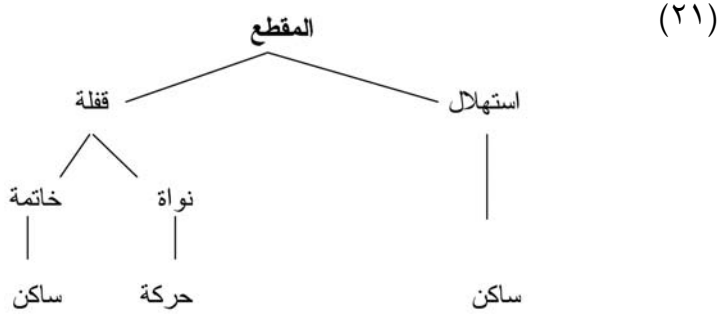 (٢١)
المقطع
استهلال قفلة
نواة خاتمة
ساكن حركة ساكن